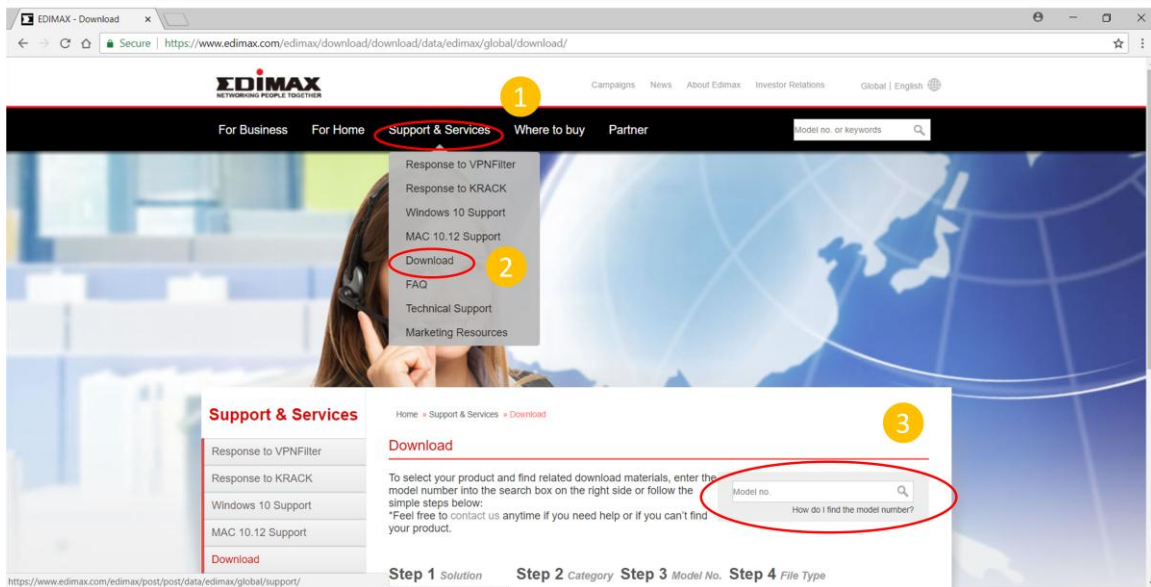 EDIMAX - Download
Secure | https://www.edimax.com/edimax/download/download/data/edimax/global/download/
EDIMAX
NETWORKING PEOPLE TOGETHER
Campaigns News About Edimax Investor Relations Global | English
1
For Business For Home Support & Services Where to buy Partner Model no. or keywords
Response to VPNFilter
Response to KRACK
Windows 10 Support
MAC 10.12 Support
Download
2
FAQ
Technical Support
Marketing Resources
Support & Services
Response to VPNFilter
Response to KRACK
Windows 10 Support
MAC 10.12 Support
Download
Home » Support & Services » Download
3
Download
To select your product and find related download materials, enter the
model number into the search box on the right side or follow the
simple steps below:
*Feel free to contact us anytime if you need help or if you can't find
your product.
Model no.
How do I find the model number?
Step 1 Solution Step 2 Category Step 3 Model No. Step 4 File Type
https://www.edimax.com/edimax/post/post/data/edimax/global/support/